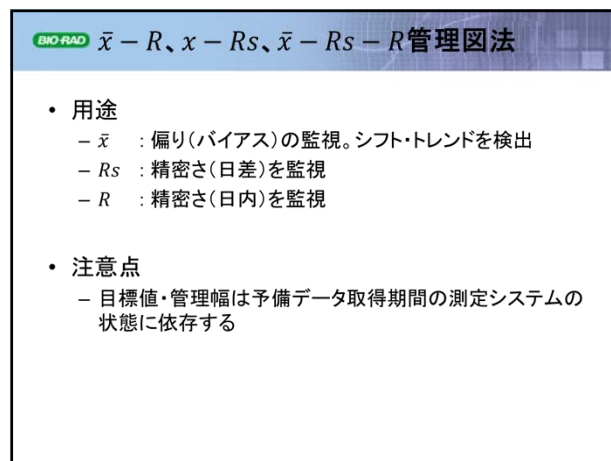 BIO-RAD x̄ − R、x − Rs、x̄ − Rs − R管理図法
• 用途
– x̄ ：偏り（バイアス）の監視。シフト・トレンドを検出
– Rs ：精密さ（日差）を監視
– R ：精密さ（日内）を監視
• 注意点
– 目標値・管理幅は予備データ取得期間の測定システムの
状態に依存する